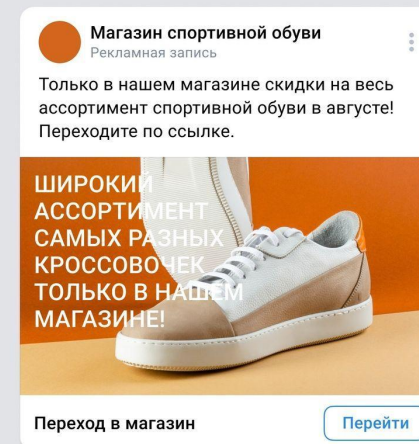 Магазин спортивной обуви
Рекламная запись
Только в нашем магазине скидки на весь
ассортимент спортивной обуви в августе!
Переходите по ссылке.
ШИРОКИЙ
АССОРТИМЕНТ
САМЫХ РАЗНЫХ
КРОССОВОЧЕК
ТОЛЬКО В НАШЕМ
МАГАЗИНЕ!
Переход в магазин
Перейти